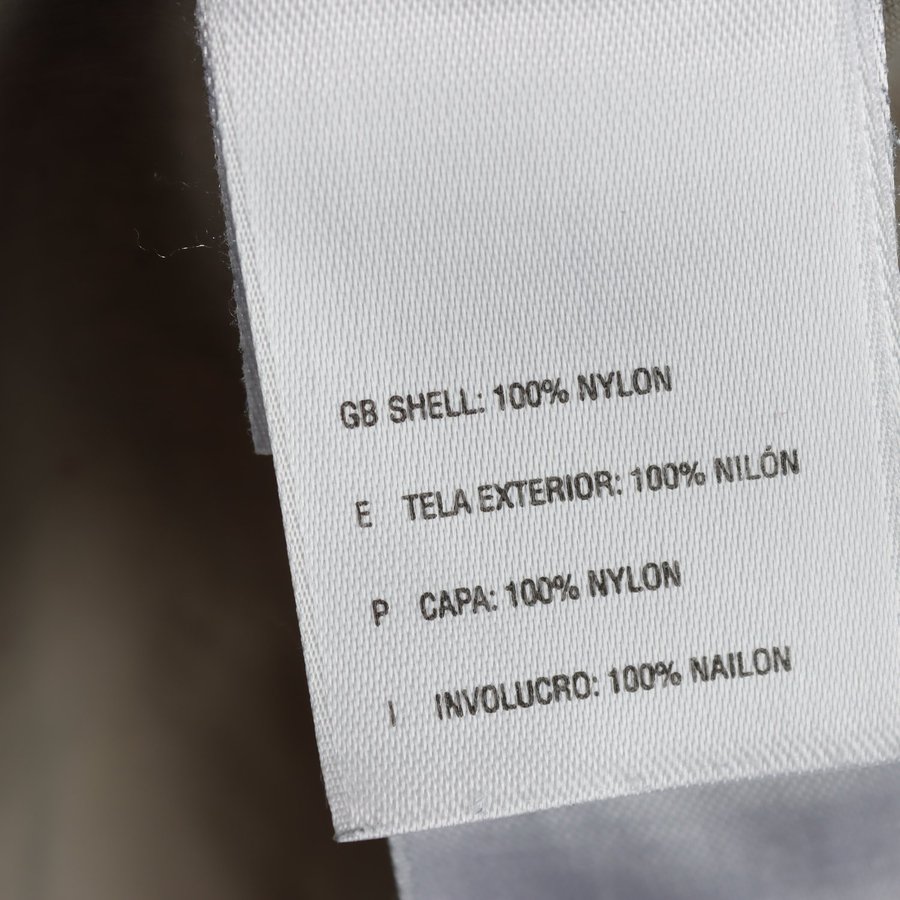 GB SHELL: 100% NYLON
E TELA EXTERIOR: 100% NILÓN
P CAPA: 100% NYLON
I INVOLUCRO: 100% NAILON